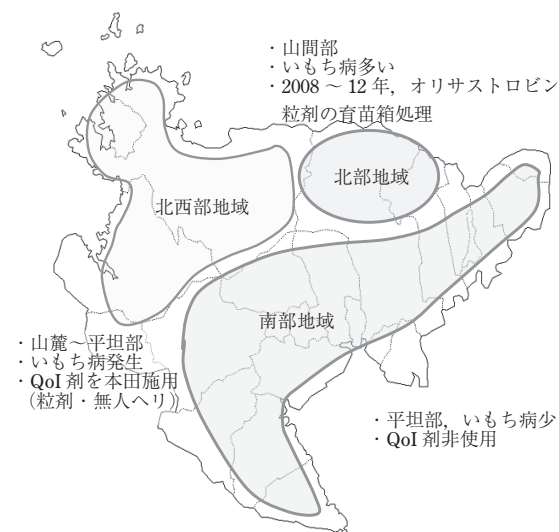 ・山間部
・いもち病多い
・2008～12年，オリサストロビン
粒剤の育苗箱処理
北部地域
北西部地域
南部地域
・山麓～平坦部
・いもち病発生
・QoI剤を本田施用
（粒剤・無人ヘリ）
・平坦部，いもち病少
・QoI剤非使用